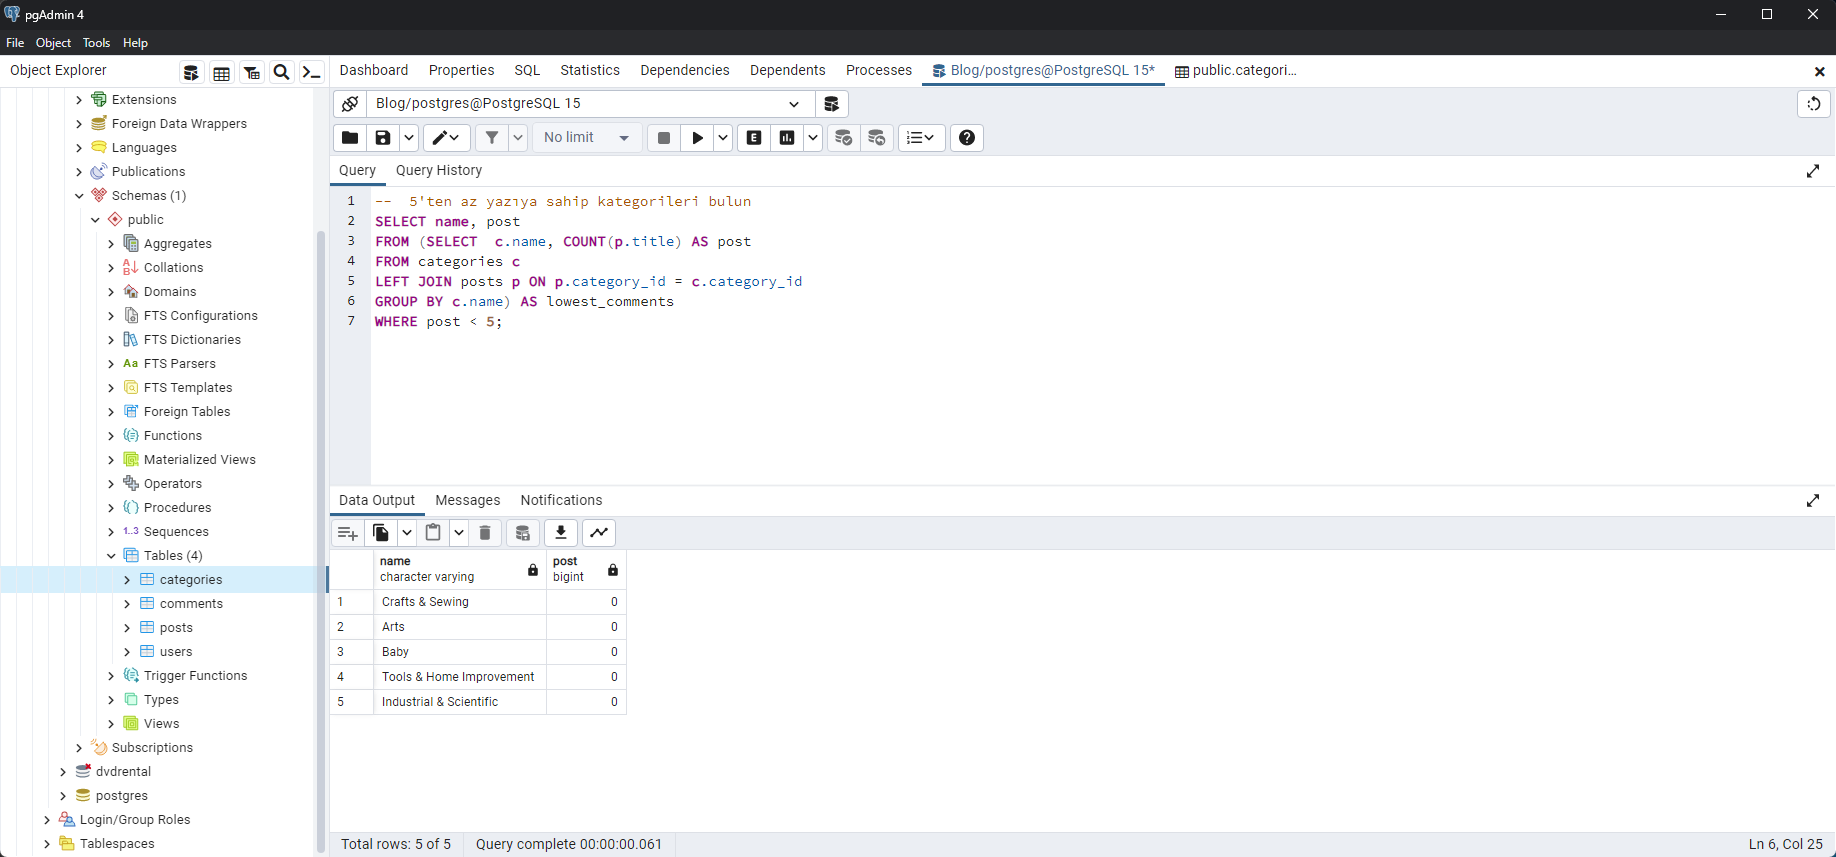 pgAdmin 4
File Object Tools Help
Object Explorer
Dashboard Properties SQL Statistics Dependencies Dependents Processes Blog/postgres@PostgreSQL 15* public.categori...
Extensions
Foreign Data Wrappers
Languages
Publications
Schemas (1)
public
Aggregates
Collations
Domains
FTS Configurations
FTS Dictionaries
Aa FTS Parsers
FTS Templates
Foreign Tables
Functions
Materialized Views
Operators
Procedures
1..3 Sequences
Tables (4)
categories
comments
posts
users
Trigger Functions
Types
Views
Subscriptions
dvdrental
postgres
Login/Group Roles
Tablespaces
Blog/postgres@PostgreSQL 15
No limit
E
Query Query History
1 --  5'ten az yazıya sahip kategorileri bulun
2 SELECT name, post
3 FROM (SELECT  c.name, COUNT(p.title) AS post
4 FROM categories c
5 LEFT JOIN posts p ON p.category_id = c.category_id
6 GROUP BY c.name) AS lowest_comments
7 WHERE post < 5;
Data Output Messages Notifications
name post
character varying bigint
1 Crafts & Sewing 0
2 Arts 0
3 Baby 0
4 Tools & Home Improvement 0
5 Industrial & Scientific 0
Total rows: 5 of 5 Query complete 00:00:00.061 Ln 6, Col 25